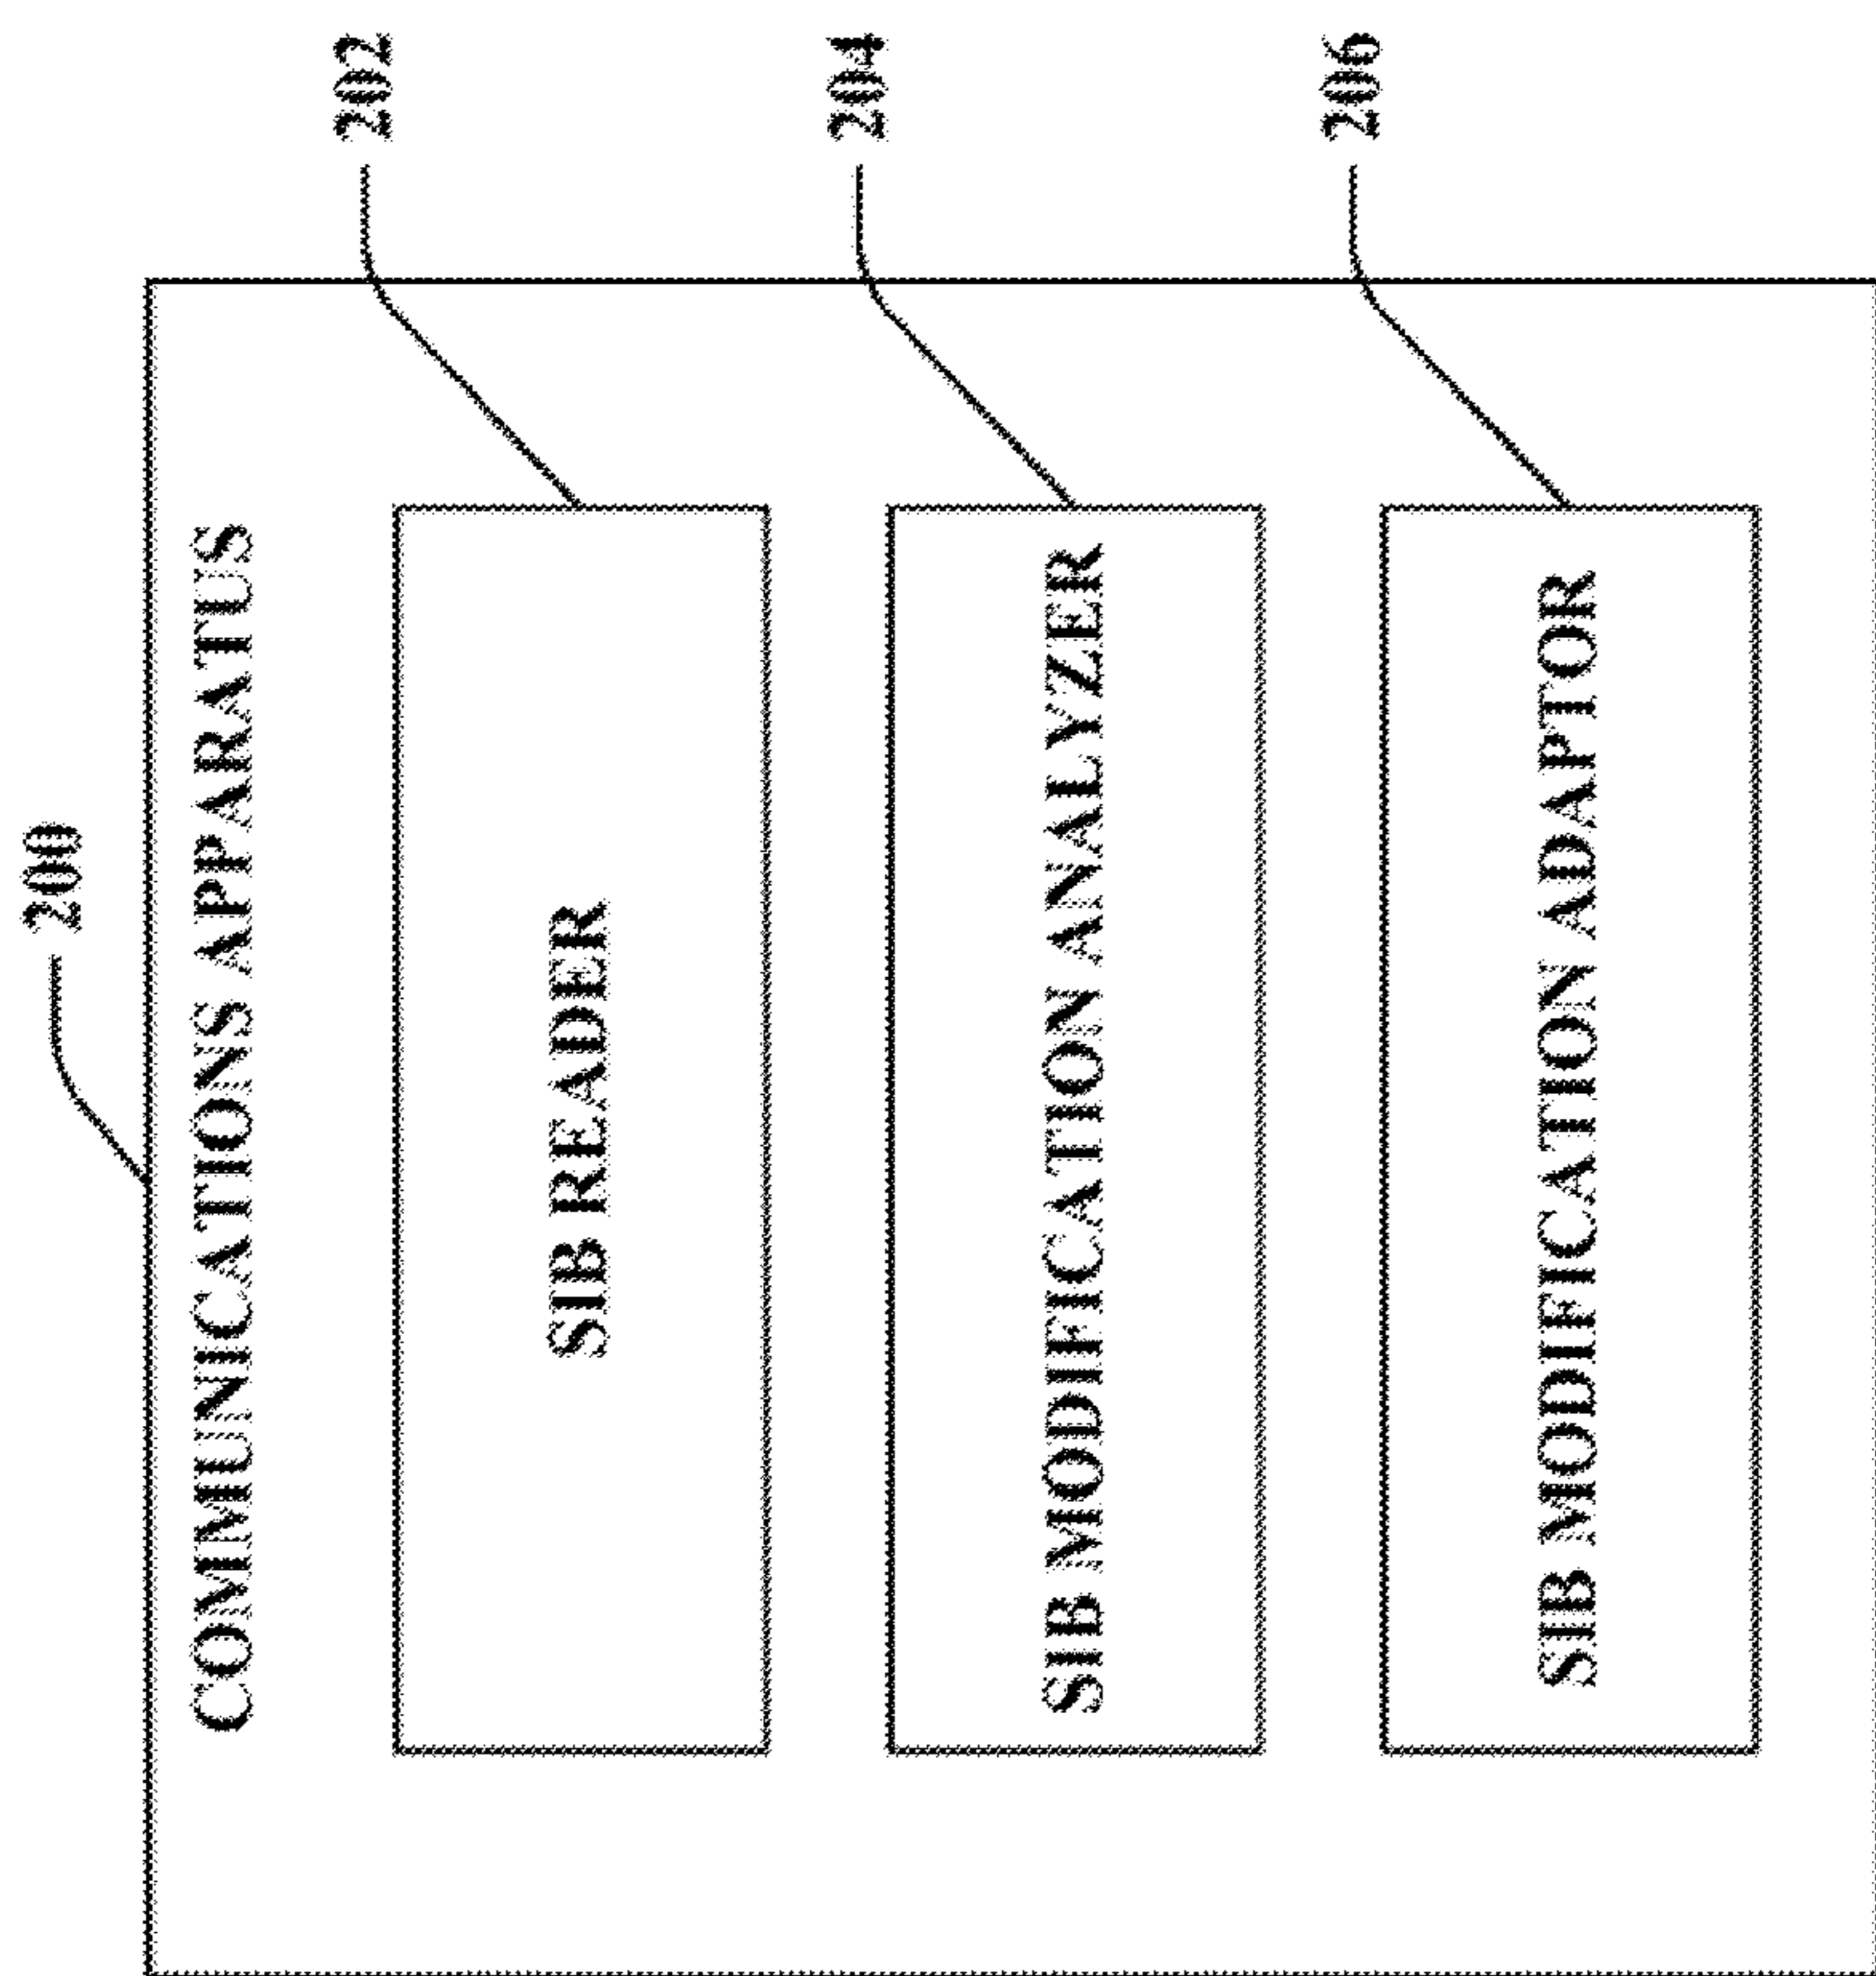 200
COMMUNICATIONS APPARATUS
202
SIB READER
204
SIB MODIFICATION ANALYZER
206
SIB MODIFICATION ADAPTOR